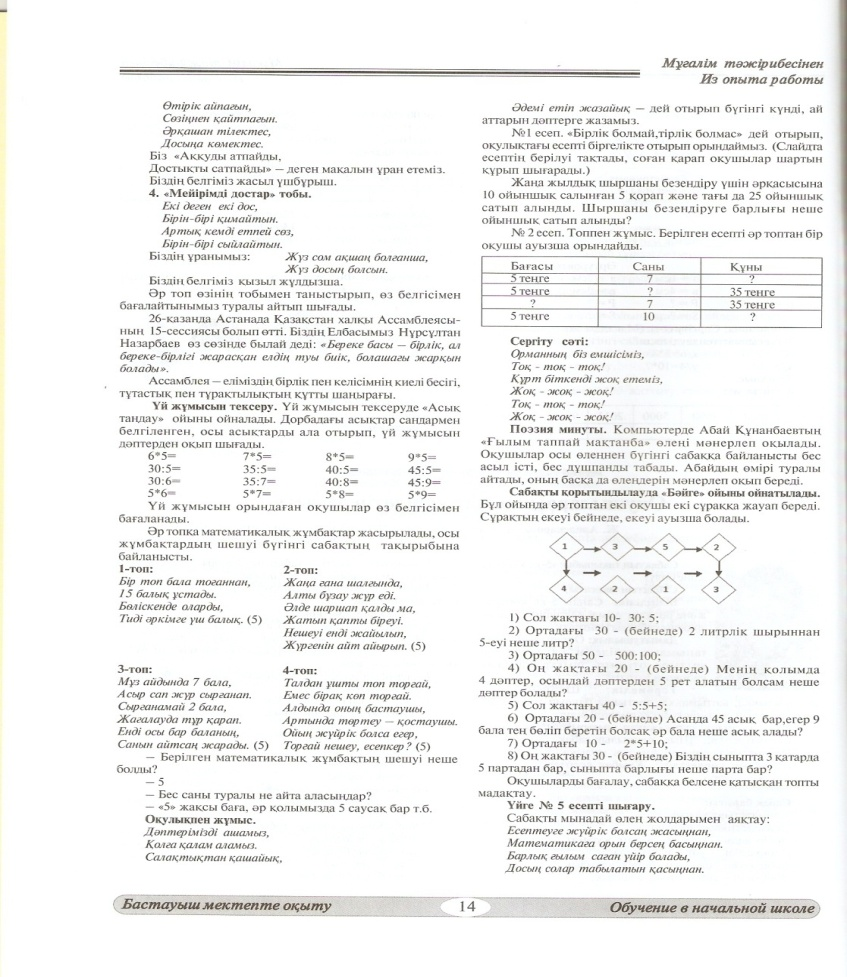 Мұғалім тәжірибесінен
Из опыта работы
Өтірік айпағын,
Сөзіңнен қайтпағын.
Әрқашан тілектес,
Досыңа көмектес.
Біз «Аққуды атпайды,
Достықты сатпайды» – деген мақалын ұран етеміз.
Біздің белгіміз жасыл үшбұрыш.
4. «Мейірімді достар» тобы.
Екі деген екі дос,
Бірін-бірі қимайтын.
Артық кемді етпей сөз,
Бірін-бірі сыйлайтын.
Біздің ұранымыз: Жүз сом ақшаң болғанша,
Жүз досың болсын.
Біздің белгіміз қызыл жұлдызша.
Әр топ өзінің тобымен таныстырып, өз белгісімен
бағалайтынымыз туралы айтып шығады.
26-қазанда Астанада Қазақстан халқы Ассамблеясы-
ның 15-сессиясы болып өтті. Біздің Елбасымыз Нұрсұлтан
Назарбаев өз сөзінде былай деді: «Береке басы – бірлік, ал
береке-бірлігі жарасқан елдің туы биік, болашағы жарқын
болады».
Ассамблея – еліміздің бірлік пен келісімнің киелі бесігі,
тұтастық пен тұрақтылықтың құтты шаңырағы.
Үй жұмысын тексеру. Үй жұмысын тексеруде «Асық
таңдау» ойыны ойналады. Дорбадағы асықтар сандармен
белгіленген, осы асықтарды ала отырып, үй жұмысын
дәптерден оқып шығады.
6*5= 7*5= 8*5= 9*5=
30:5= 35:5= 40:5= 45:5=
30:6= 35:7= 40:8= 45:9=
5*6= 5*7= 5*8= 5*9=
Үй жұмысын орындаған оқушылар өз белгісімен
бағаланады.
Әр топқа математикалық жұмбақтар жасырылады, осы
жұмбақтардың шешуі бүгінгі сабақтың тақырыбына
байланысты.
1-топ: 2-топ:
Бір топ бала тоғаннан, Жаңа ғана шалғында,
15 балық ұстады. Алты бұзау жүр еді.
Бөліскенде оларды, Әлде шаршап қалды ма,
Тиді әркімге үш балық. (5) Жатып қапты біреуі.
Нешеуі енді жайылып,
Жүргенін айт айырып. (5)
3-топ: 4-топ:
Мұз айдында 7 бала, Талдан ұшты топ торғай,
Асыр сап жүр сырғанап. Емес бірақ көп торғай.
Сырғанамай 2 бала, Алдында оның бастаушы,
Жағалауда тұр қарап. Артында төртеу – қостаушы.
Енді осы бар баланың, Ойың жүйрік болса егер,
Санын айтсаң жарады. (5) Торғай нешеу, есепкер? (5)
– Берілген математикалық жұмбақтың шешуі неше
болды?
– 5
– Бес саны туралы не айта аласыңдар?
– «5» жақсы баға, әр қолымызда 5 саусақ бар т.б.
Оқулықпен жұмыс.
Дәптерімізді ашамыз,
Қолға қалам аламыз.
Салақтықтан қашайық,
Әдемі етіп жазайық – дей отырып бүгінгі күнді, ай
аттарын дәптерге жазамыз.
№1 есеп. «Бірлік болмай,тірлік болмас» дей отырып,
оқулықтағы есепті біргелікте отырып орындаймыз. (Слайдта
есептің берілуі тақтады, соған қарап оқушылар шартын
құрып шығарады.)
Жаңа жылдық шыршаны безендіру үшін әрқасысына
10 ойыншық салынған 5 қорап және тағы да 25 ойыншық
сатып алынды. Шыршаны безендіруге барлығы неше
ойыншық сатып алынды?
№ 2 есеп. Топпен жұмыс. Берілген есепті әр топтан бір
оқушы ауызша орындайды.
Бағасы Саны Құны
5 теңге 7 ?
5 теңге ? 35 теңге
? 7 35 теңге
5 теңге 10 ?
Сергіту сәті:
Орманның біз емшісіміз,
Тоқ - тоқ - тоқ!
Құрт біткенді жоқ етеміз,
Жоқ - жоқ - жоқ!
Тоқ - тоқ - тоқ!
Жоқ - жоқ - жоқ!
Поэзия минуты. Компьютерде Абай Құнанбаевтың
«Ғылым таппай мақтанба» өлеңі мәнерлеп оқылады.
Оқушылар осы өлеңнен бүгінгі сабаққа байланысты бес
асыл істі, бес дұшпанды табады. Абайдың өмірі туралы
айтады, оның басқа да өлеңдерін мәнерлеп оқып береді.
Сабақты қорытындылауда «Бәйге» ойыны ойнатылады.
Бұл ойында әр топтан екі оқушы екі сұраққа жауап береді.
Сұрақтың екеуі бейнеде, екеуі ауызша болады.
1 3 5 2
4 2 1 3
1) Сол жақтағы 10- 30: 5;
2) Ортадағы 30 - (бейнеде) 2 литрлік шырыннан
5-еуі неше литр?
3) Ортадағы 50 - 500:100;
4) Оң жақтағы 20 - (бейнеде) Менің қолымда
4 дәптер, осындай дәптерден 5 рет алатын болсам неше
дәптер болады?
5) Сол жақтағы 40 - 5:5+5;
6) Ортадағы 20 - (бейнеде) Асанда 45 асық бар,егер 9
бала тең бөліп беретін болсақ әр бала неше асық алады?
7) Ортадағы 10 - 2*5+10;
8) Оң жақтағы 30 - (бейнеде) Біздің сыныпта 3 қатарда
5 партадан бар, сыныпта барлығы неше парта бар?
Оқушыларды бағалау, сабаққа белсене қатысқан топты
мадақтау.
Үйге № 5 есепті шығару.
Сабақты мынадай өлең жолдарымен аяқтау:
Есептеуге жүйрік болсаң жасыңнан,
Математикаға орын берсең басыңнан.
Барлық ғылым саған үйір болады,
Досың солар табылатын қасыңнан.
Бастауыш мектепте оқыту 14 Обучение в начальной школе